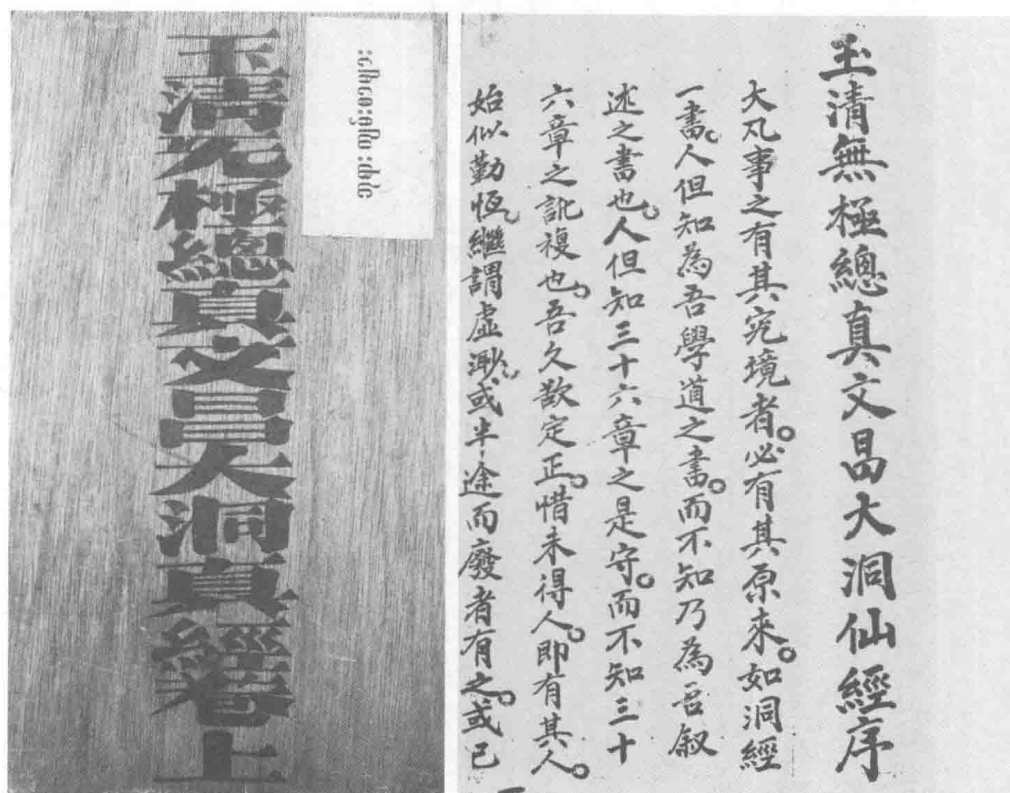 玉清无極總真文昌大洞真經卷上
玉清無極總真文昌大洞仙經序
大凡事之有其究境者。必有其原來。如洞經
一書。人但知為吾學道之書。而不知乃為吾叙
述之書也。人但知三十六章之是守。而不知三十
六章之訛複也。吾久欲定正。惜未得人。即有其人。
始似勤恆。繼謂虛渺。或半途而廢者有之。或已